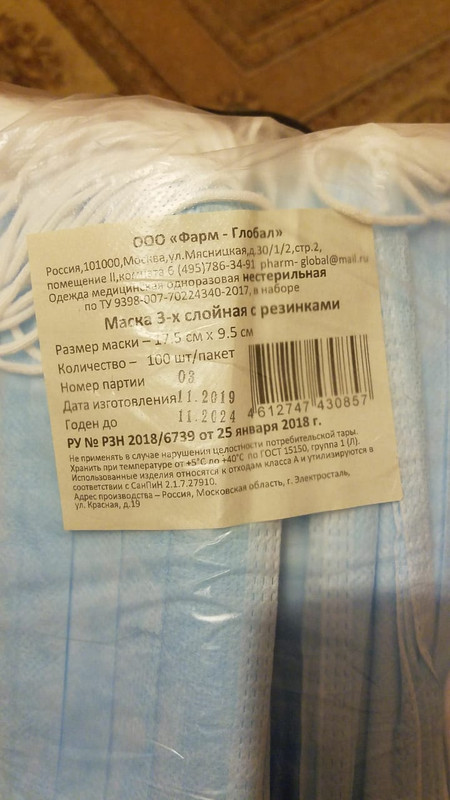 ООО «Фарм - Глобал»
Россия,101000,Москва,ул.Мясницкая,д.30/1/2,стр.2,
помещение II,комната 6 (495)786-34-91 pharm- global@mail.ru
Одежда медицинская одноразовая нестерильная
по ТУ 9398-007-70224340-2017, в наборе
Маска 3-х слойная с резинками
Размер маски – 17.5 см х 9.5 см
Количество – 100 шт/пакет
Номер партии 03
Дата изготовления 11.2019
Годен до 11.2024
4 612747 430857
РУ № РЗН 2018/6739 от 25 января 2018 г.
Не применять в случае нарушения целостности потребительской тары.
Хранить при температуре от +5°С до +40°С по ГОСТ 15150, группа 1 (Л).
Использованные изделия относятся к отходам класса А и утилизируются в
соответствии с СанПиН 2.1.7.27910.
Адрес производства – Россия, Московская область, г. Электросталь,
ул. Красная, д.19